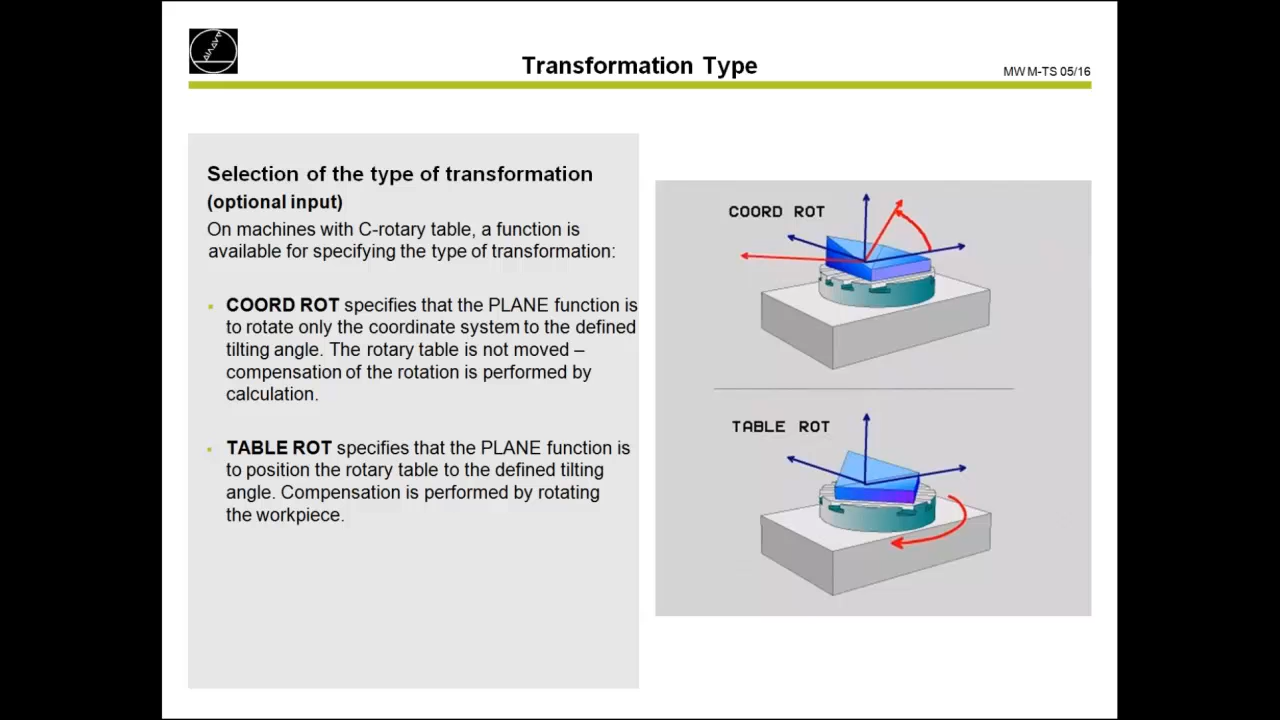 Transformation Type
MWM-TS 05/16
Selection of the type of transformation
(optional input)
On machines with C-rotary table, a function is
available for specifying the type of transformation:
COORD ROT specifies that the PLANE function is
to rotate only the coordinate system to the defined
tilting angle. The rotary table is not moved –
compensation of the rotation is performed by
calculation.
TABLE ROT specifies that the PLANE function is
to position the rotary table to the defined tilting
angle. Compensation is performed by rotating
the workpiece.
COORD ROT
TABLE ROT